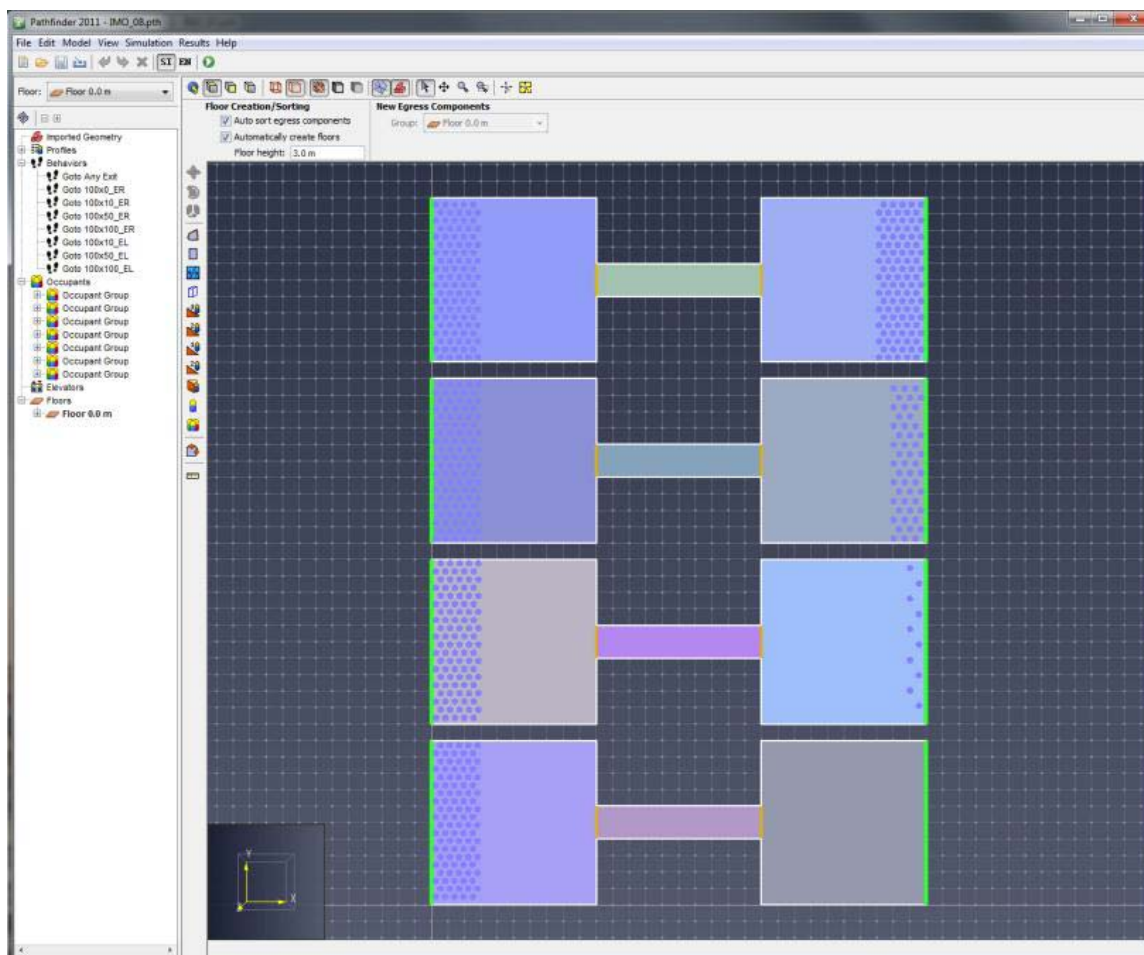 Pathfinder 2011 - IMO_08.pth
File Edit Model View Simulation Results Help
SI EN
Floor: Floor 0.0 m
Floor Creation/Sorting
Auto sort egress components
Automatically create floors
Floor height: 3.0 m
New Egress Components
Group: Floor 0.0 m
Imported Geometry
Profiles
Behaviors
Goto Any Exit
Goto 100x0_ER
Goto 100x10_ER
Goto 100x50_ER
Goto 100x100_ER
Goto 100x10_EL
Goto 100x50_EL
Goto 100x100_EL
Occupants
Occupant Group
Occupant Group
Occupant Group
Occupant Group
Occupant Group
Occupant Group
Occupant Group
Elevators
Floors
Floor 0.0 m
Y
X